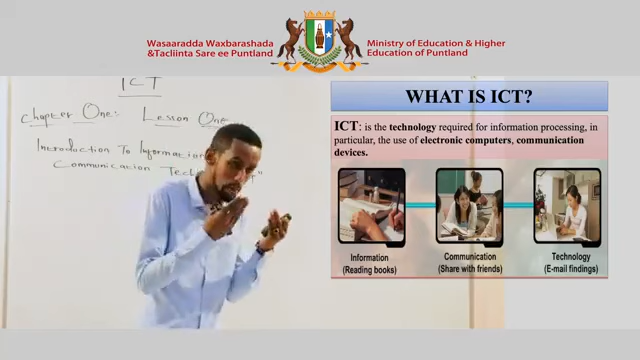 Wasaaradda Waxbarashada
&Tacliinta Sare ee Puntland
Ministry of Education & Higher
Education of Puntland
ICT
Chapter One: Lesson One
Introduction To Information
Communication
WHAT IS ICT?
ICT: is the technology required for information processing, in
particular, the use of electronic computers, communication
devices.
Information
(Reading books)
Communication
(Share with friends)
Technology
(E-mail findings)